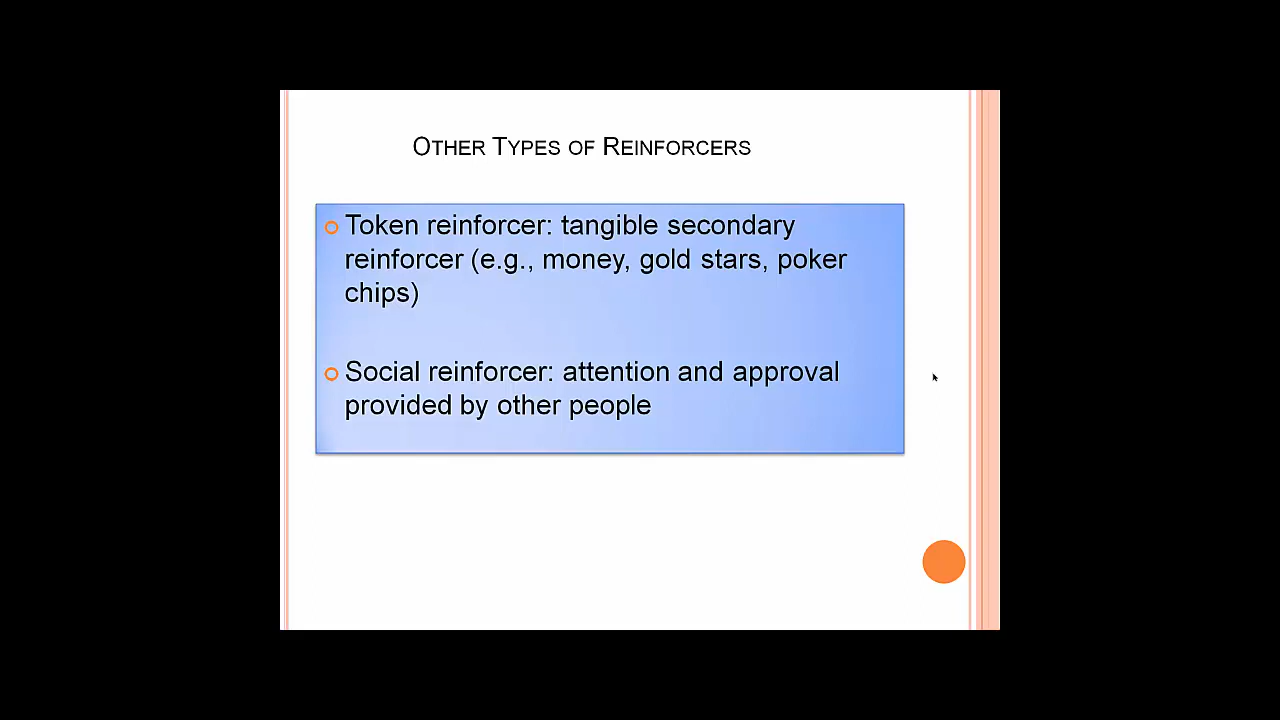 Other Types of Reinforcers
Token reinforcer: tangible secondary
reinforcer (e.g., money, gold stars, poker
chips)
Social reinforcer: attention and approval
provided by other people